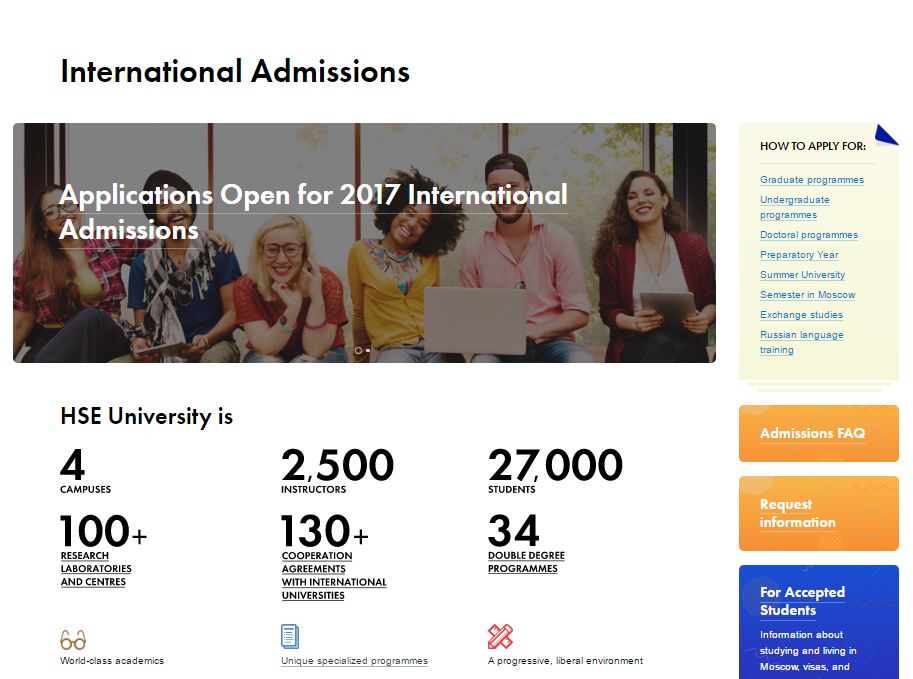 International Admissions
Applications Open for 2017 International
Admissions
HOW TO APPLY FOR:
Graduate programmes
Undergraduate
programmes
Doctoral programmes
Preparatory Year
Summer University
Semester in Moscow
Exchange studies
Russian language
training
HSE University is
4
CAMPUSES
2,500
INSTRUCTORS
27,000
STUDENTS
100+
RESEARCH
LABORATORIES
AND CENTRES
130+
COOPERATION
AGREEMENTS
WITH INTERNATIONAL
UNIVERSITIES
34
DOUBLE DEGREE
PROGRAMMES
World-class academics
Unique specialized programmes
A progressive, liberal environment
Admissions FAQ
Request
information
For Accepted
Students
Information about
studying and living in
Moscow, visas, and